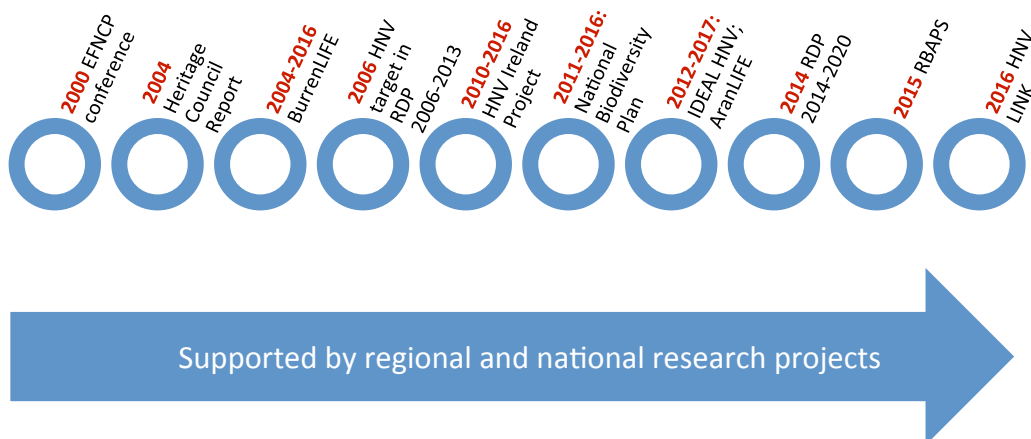 2000 EFNCP
conference
2004
Heritage
Council
Report
2004-2016
BurrenLIFE
2006 HNV
target in
RDP
2006-2013
2010-2016
HNV Ireland
Project
2011-2016:
National
Biodiversity
Plan
2012-2017:
IDEAL HNV;
AranLIFE
2014 RDP
2014-2020
2015 RBAPS
2016 HNV
LINK
Supported by regional and national research projects